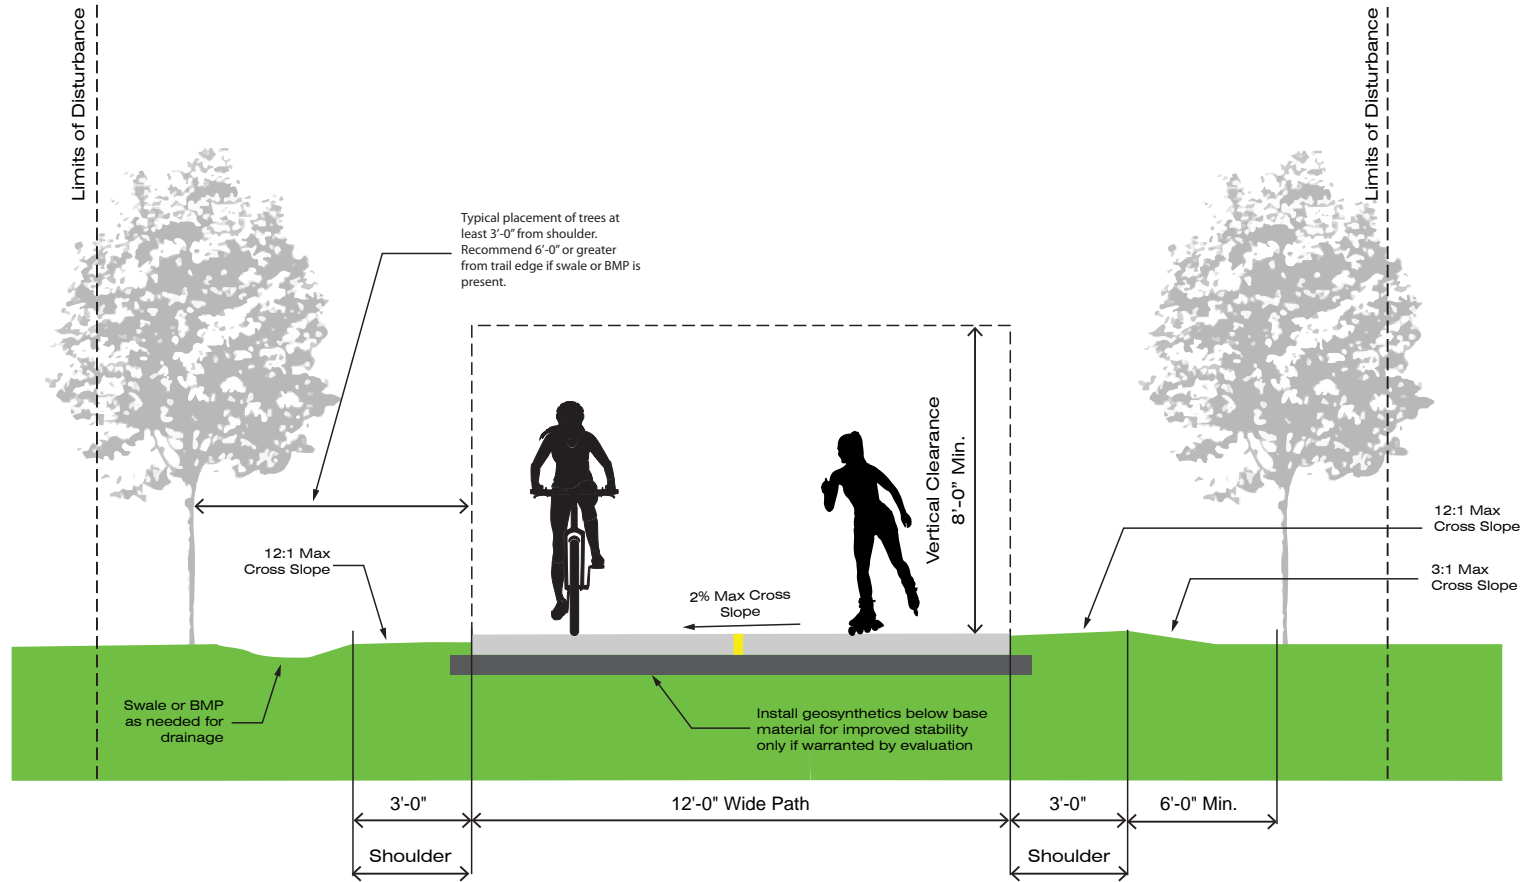 Limits of Disturbance
Limits of Disturbance
Typical placement of trees at
least 3'-0" from shoulder.
Recommend 6'-0" or greater
from trail edge if swale or BMP is
present.
Vertical Clearance
8'-0" Min.
12:1 Max
Cross Slope
12:1 Max
Cross Slope
3:1 Max
Cross Slope
2% Max Cross
Slope
Swale or BMP
as needed for
drainage
Install geosynthetics below base
material for improved stability
only if warranted by evaluation
3'-0"
12'-0" Wide Path
3'-0"
6'-0" Min.
Shoulder
Shoulder